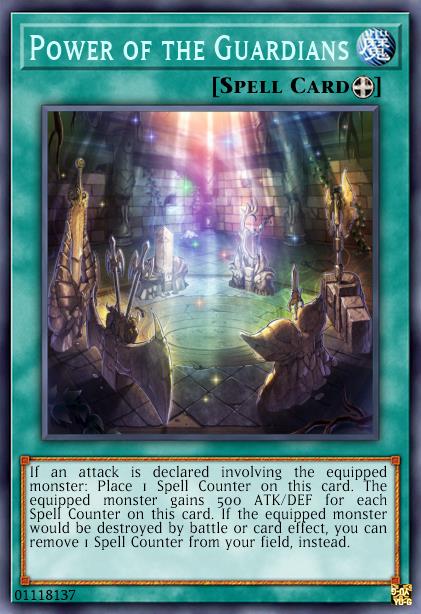 Power of the Guardians
魔
[Spell Card]
If an attack is declared involving the equipped
monster: Place 1 Spell Counter on this card. The
equipped monster gains 500 ATK/DEF for each
Spell Counter on this card. If the equipped monster
would be destroyed by battle or card effect, you can
remove 1 Spell Counter from your field, instead.
01118137